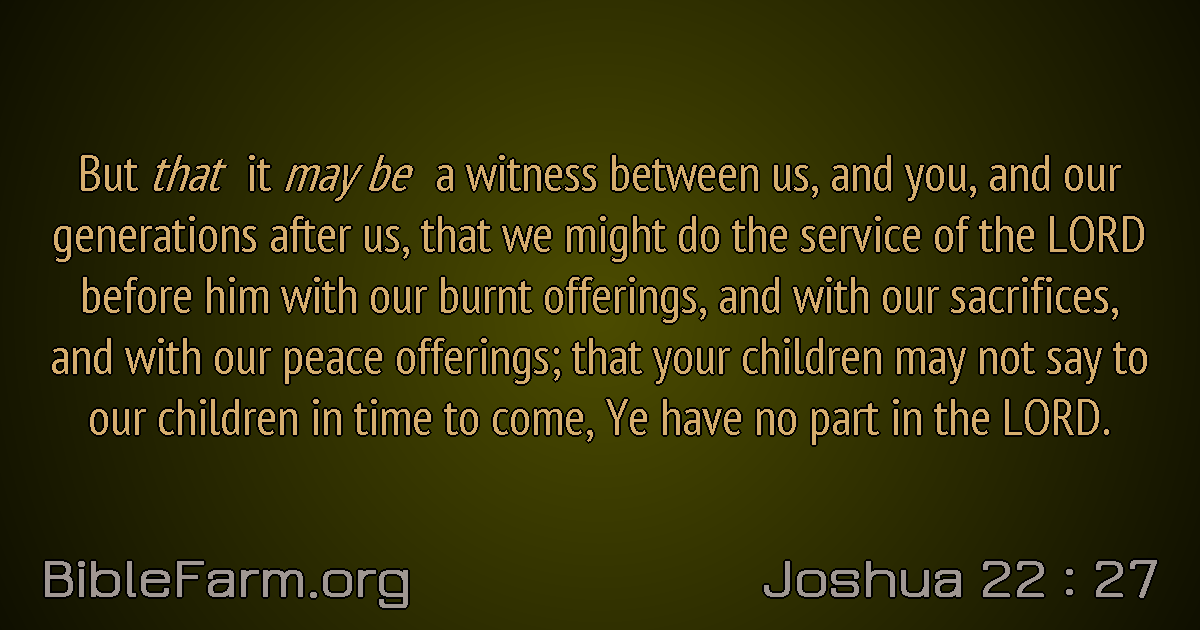 But that it may be a witness between us, and you, and our
generations after us, that we might do the service of the LORD
before him with our burnt offerings, and with our sacrifices,
and with our peace offerings; that your children may not say to
our children in time to come, Ye have no part in the LORD.
BibleFarm.org
Joshua 22 : 27